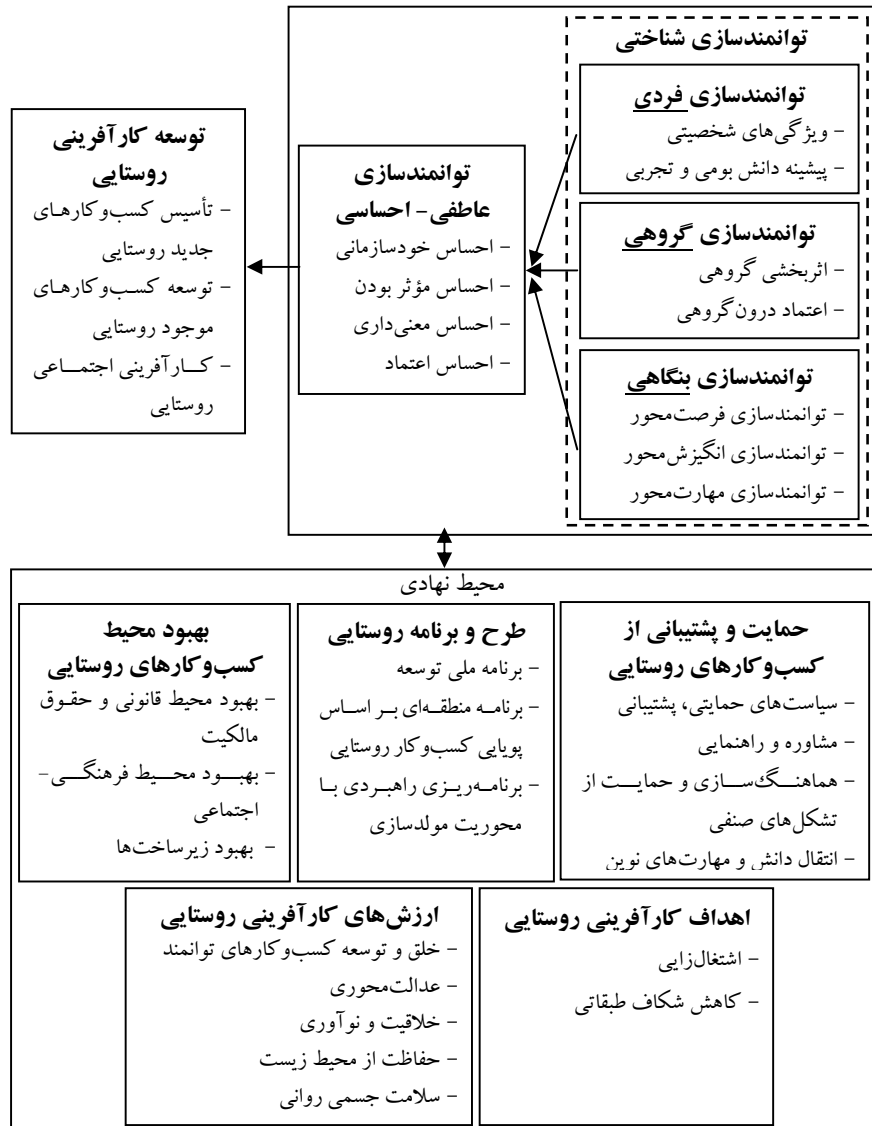 توانمندسازی شناختی
توانمندسازی فردی
- ویژگی‌های شخصیتی
- پیشینه دانش بومی و تجربی
توانمندسازی گروهی
- اثربخشی گروهی
- اعتماد درون‌گروهی
توانمندسازی بنگاهی
- توانمندسازی فرصت‌محور
- توانمندسازی انگیزش‌محور
- توانمندسازی مهارت‌محور
توانمندسازی
عاطفی- احساسی
- احساس خودسازمانی
- احساس مؤثر بودن
- احساس معنی‌داری
- احساس اعتماد
توسعه کارآفرینی
روستایی
- تأسیس کسب‌وکارهای
جدید روستایی
- توسعه کسب‌وکارهای
موجود روستایی
- کارآفرینی اجتماعی
روستایی
محیط نهادی
حمایت و پشتیبانی از
کسب‌وکارهای روستایی
- سیاست‌های حمایتی، پشتیبانی
- مشاوره و راهنمایی
- هماهنگ‌سازی و حمایت از
تشکل‌های صنفی
- انتقال دانش و مهارت‌های نوین
طرح و برنامه روستایی
- برنامه ملی توسعه
- برنامه منطقه‌ای بر اساس
پویایی کسب‌وکار روستایی
- برنامه‌ریزی راهبردی با
محوریت مولدسازی
بهبود محیط
کسب‌وکارهای روستایی
- بهبود محیط قانونی و حقوق
مالکیت
- بهبود محیط فرهنگی-
اجتماعی
- بهبود زیرساخت‌ها
اهداف کارآفرینی روستایی
- اشتغال‌زایی
- کاهش شکاف طبقاتی
ارزش‌های کارآفرینی روستایی
- خلق و توسعه کسب‌وکارهای توانمند
- عدالت‌محوری
- خلاقیت و نوآوری
- حفاظت از محیط زیست
- سلامت جسمی روانی